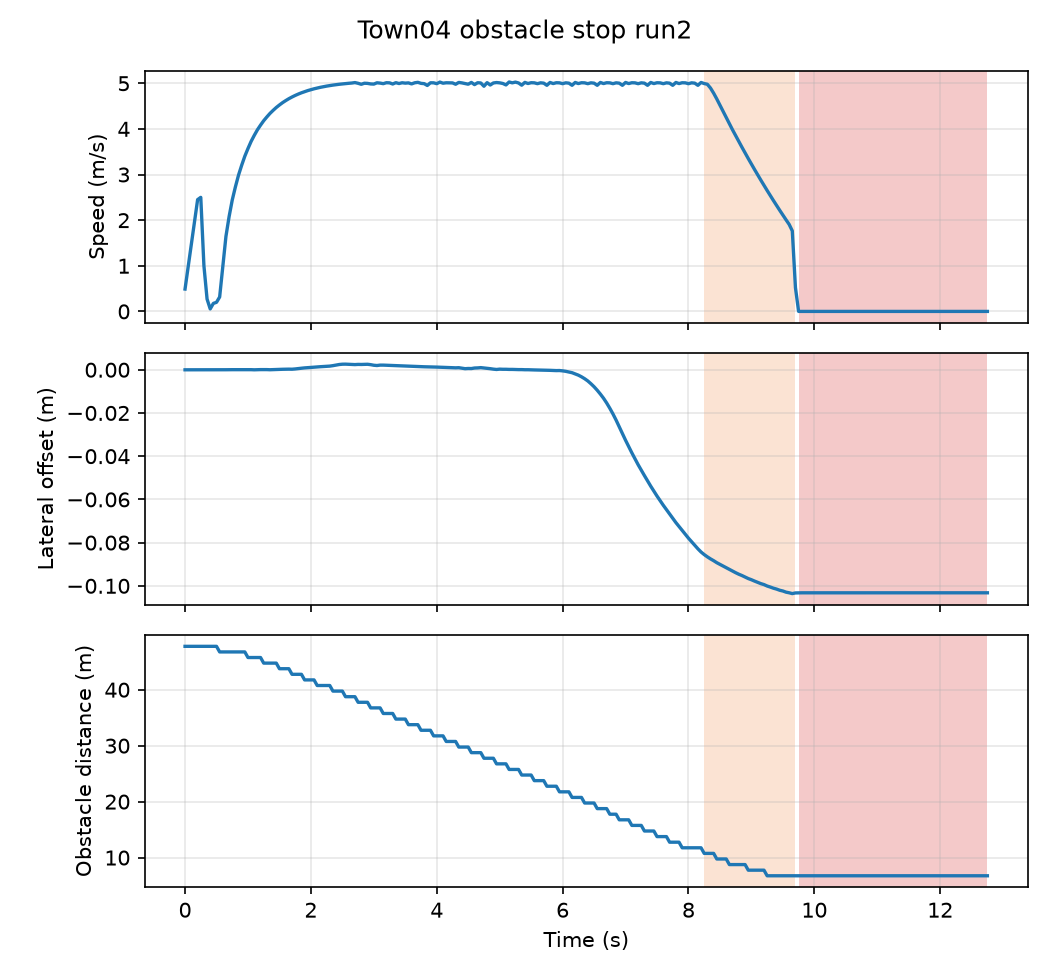 Town04 obstacle stop run2
5
4
3
2
1
0
Speed (m/s)
0.00
−0.02
−0.04
−0.06
−0.08
−0.10
Lateral offset (m)
40
30
20
10
Obstacle distance (m)
0 2 4 6 8 10 12
Time (s)